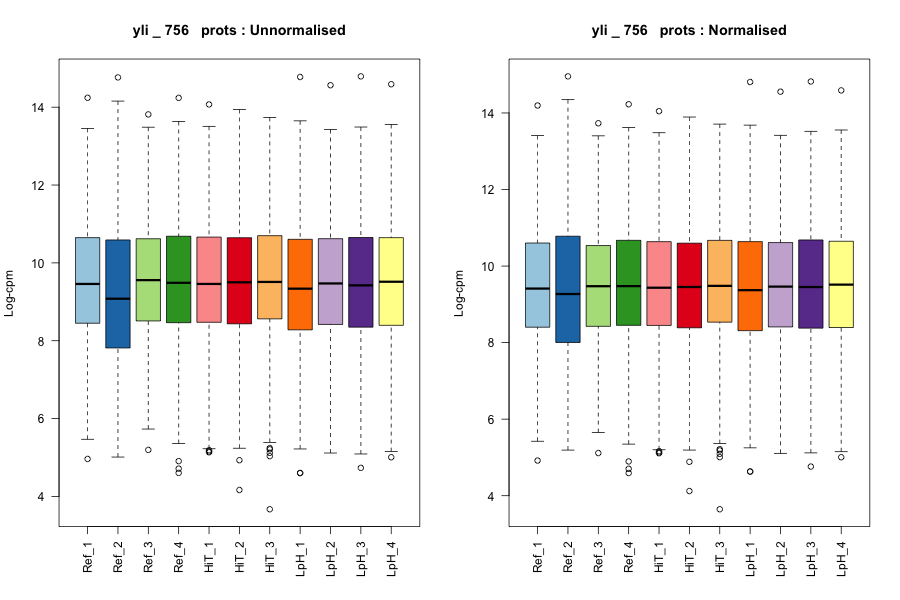 yli _ 756 prots : Unnormalised
Log-cpm
14
12
10
8
6
4
Ref_1
Ref_2
Ref_3
Ref_4
HiT_1
HiT_2
HiT_3
LpH_1
LpH_2
LpH_3
LpH_4
yli _ 756 prots : Normalised
Log-cpm
14
12
10
8
6
4
Ref_1
Ref_2
Ref_3
Ref_4
HiT_1
HiT_2
HiT_3
LpH_1
LpH_2
LpH_3
LpH_4